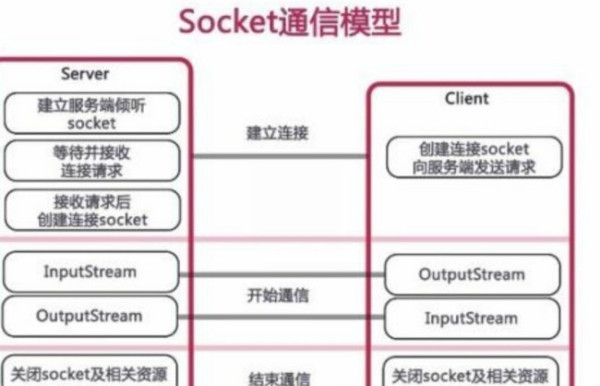 Socket通信模型
Server
建立服务端倾听
socket
等待并接收
连接请求
接收请求后
创建连接socket
建立连接
Client
创建连接socket
向服务端发送请求
InputStream
OutputStream
开始通信
OutputStream
InputStream
关闭socket及相关资源
结束通信
关闭socket及相关资源